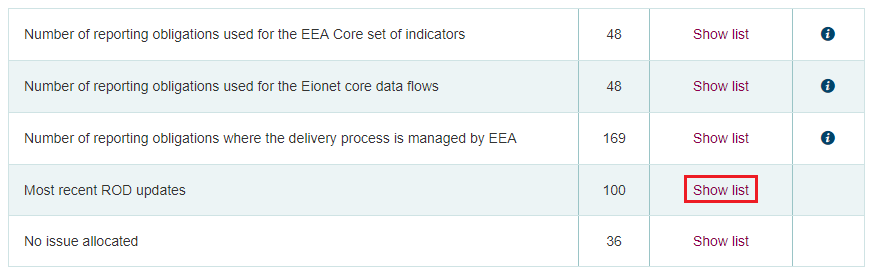 Number of reporting obligations used for the EEA Core set of indicators 48 Show list
Number of reporting obligations used for the Eionet core data flows 48 Show list
Number of reporting obligations where the delivery process is managed by EEA 169 Show list
Most recent ROD updates 100 Show list
No issue allocated 36 Show list